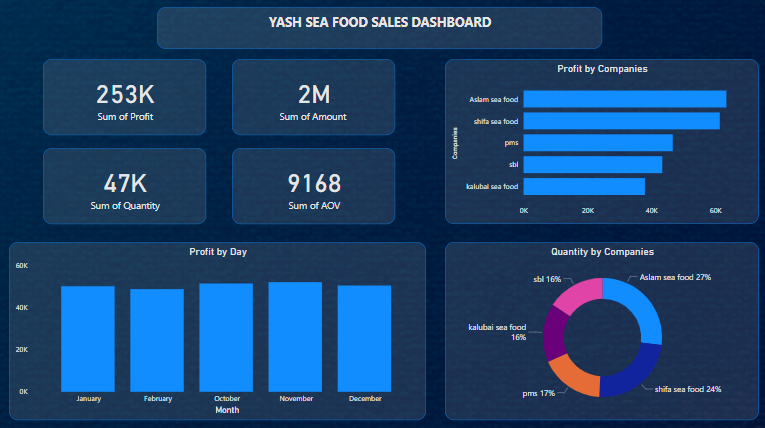 YASH SEA FOOD SALES DASHBOARD
253K
Sum of Profit
2M
Sum of Amount
47K
Sum of Quantity
9168
Sum of AOV
Profit by Companies
Companies
Aslam sea food
shifa sea food
pms
sbl
kalubai sea food
0K 20K 40K 60K
Profit by Day
60K
40K
20K
0K
January February October November December
Month
Quantity by Companies
sbl 16%
Aslam sea food 27%
kalubai sea food
16%
pms 17%
shifa sea food 24%